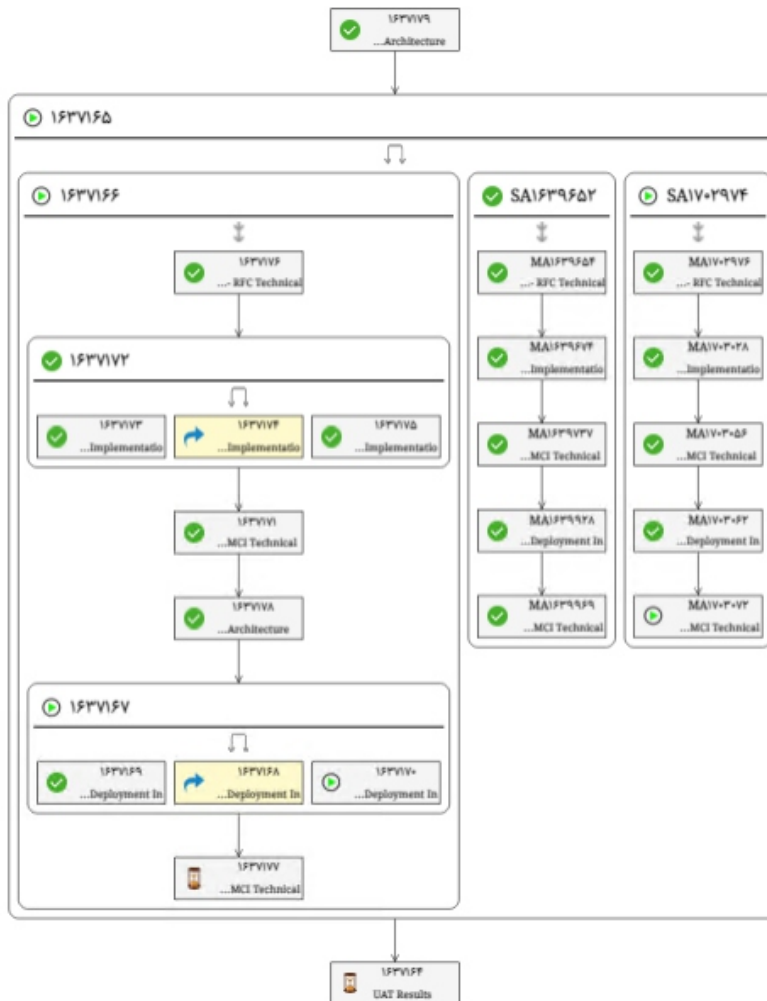 ۱۶۳۷۱۷۹
...Architecture
۱۶۳۷۱۶۵
۱۶۳۷۱۶۶
۱۶۳۷۱۷۶
...- RFC Technical
۱۶۳۷۱۷۲
۱۶۳۷۱۷۳
...Implementatio
۱۶۳۷۱۷۴
...Implementatio
۱۶۳۷۱۷۵
...Implementatio
۱۶۳۷۱۷۱
...MCI Technical
۱۶۳۷۱۷۸
...Architecture
۱۶۳۷۱۶۷
۱۶۳۷۱۶۹
...Deployment In
۱۶۳۷۱۶۸
...Deployment In
۱۶۳۷۱۷۰
...Deployment In
۱۶۳۷۱۷۷
...MCI Technical
SA۱۶۳۹۶۵۲
MA۱۶۳۹۶۵۴
...- RFC Technical
MA۱۶۳۹۶۷۴
...Implementatio
MA۱۶۳۹۷۳۷
...MCI Technical
MA۱۶۳۹۹۲۸
...Deployment In
MA۱۶۳۹۹۶۹
...MCI Technical
SA۱۷۰۲۹۷۴
MA۱۷۰۲۹۷۶
...- RFC Technical
MA۱۷۰۳۰۲۸
...Implementatio
MA۱۷۰۳۰۵۶
...MCI Technical
MA۱۷۰۳۰۶۲
...Deployment In
MA۱۷۰۳۰۷۲
...MCI Technical
۱۶۳۷۱۶۴
UAT Results